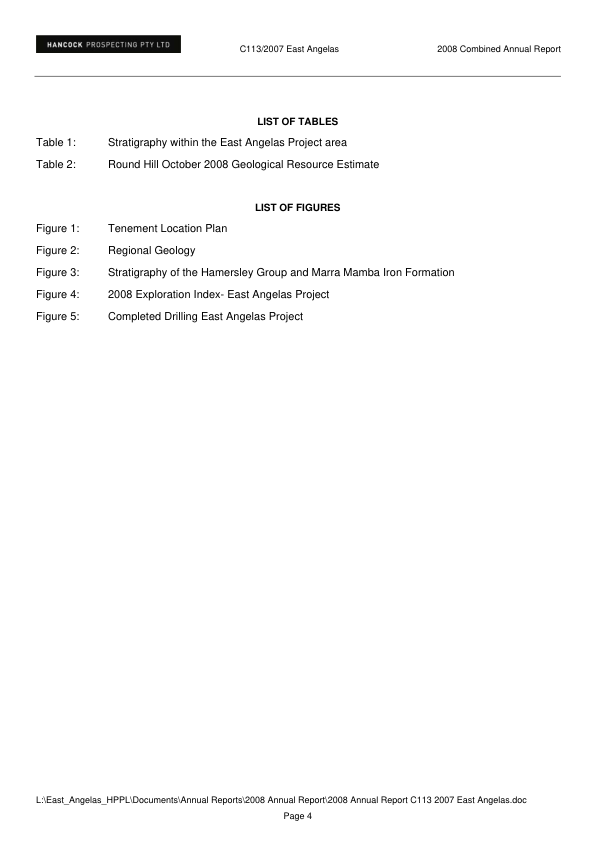 HANCOCK PROSPECTING PTY LTD
C113/2007 East Angelas
2008 Combined Annual Report
LIST OF TABLES
Table 1: Stratigraphy within the East Angelas Project area
Table 2: Round Hill October 2008 Geological Resource Estimate
LIST OF FIGURES
Figure 1: Tenement Location Plan
Figure 2: Regional Geology
Figure 3: Stratigraphy of the Hamersley Group and Marra Mamba Iron Formation
Figure 4: 2008 Exploration Index- East Angelas Project
Figure 5: Completed Drilling East Angelas Project
L:\East_Angelas_HPPL\Documents\Annual Reports\2008 Annual Report\2008 Annual Report C113 2007 East Angelas.doc
Page 4